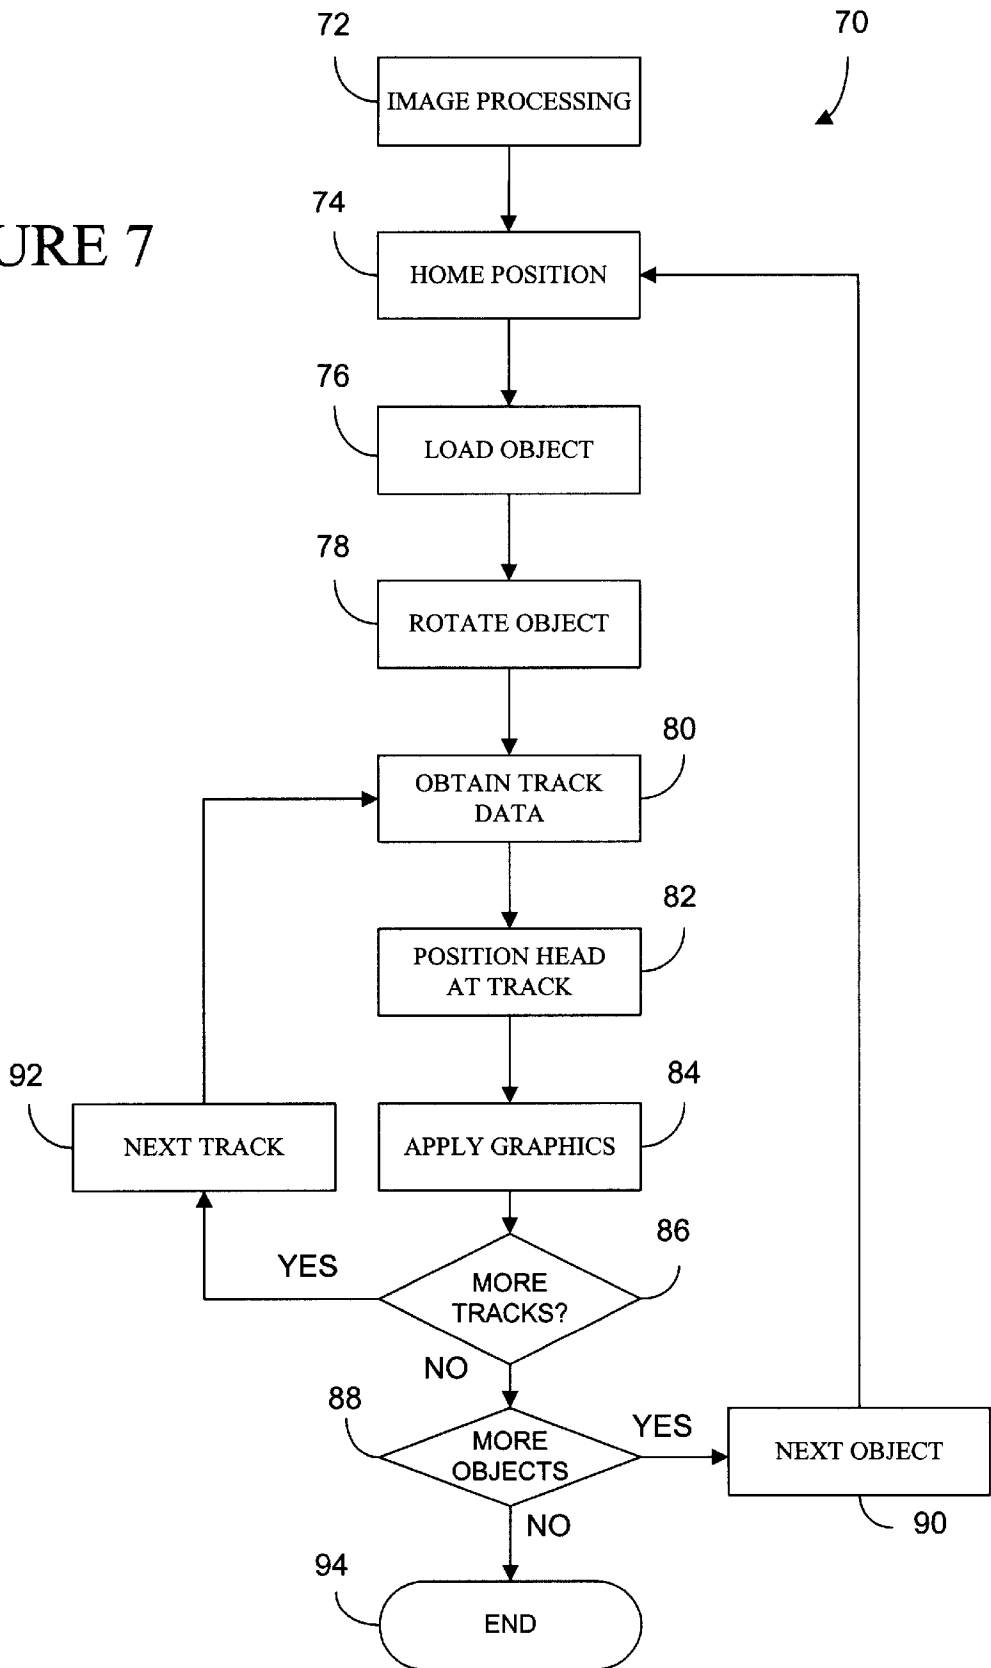 72
70
IMAGE PROCESSING
74
URE 7
HOME POSITION
76
LOAD OBJECT
78
ROTATE OBJECT
80
OBTAIN TRACK
DATA
82
POSITION HEAD
AT TRACK
92
84
NEXT TRACK
APPLY GRAPHICS
86
YES
MORE
TRACKS?
NO
88
YES
MORE
OBJECTS
NEXT OBJECT
90
NO
94
END